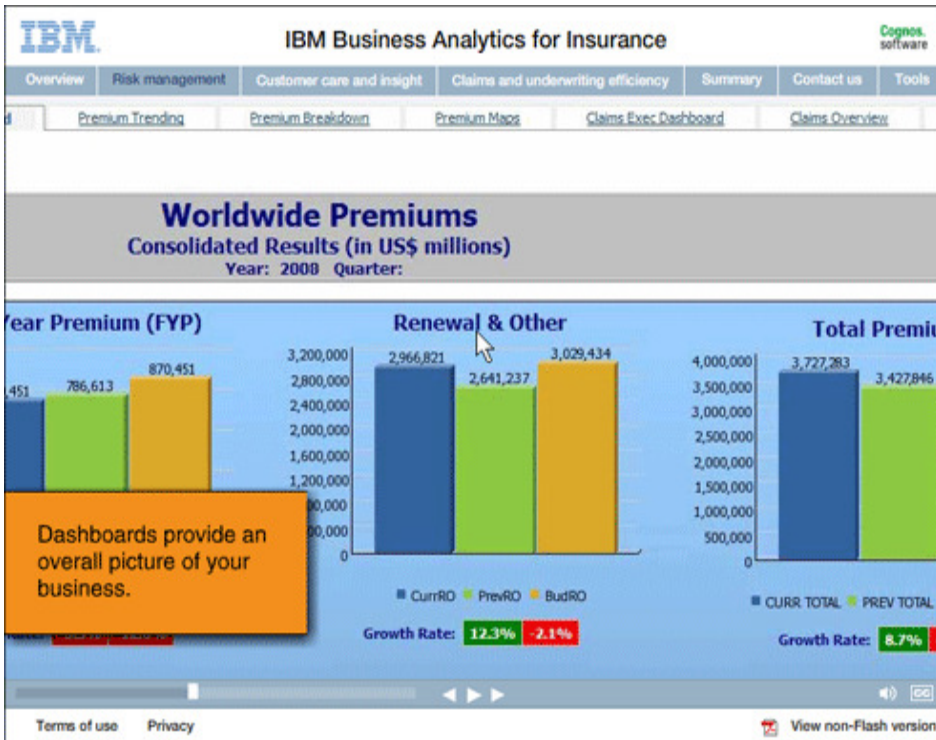 IBM
IBM Business Analytics for Insurance
Cognos.
software
Overview Risk management Customer care and insight Claims and underwriting efficiency Summary Contact us Tools
Premium Trending Premium Breakdown Premium Maps Claims Exec Dashboard Claims Overview
Worldwide Premiums
Consolidated Results (in US$ millions)
Year: 2008 Quarter:
Year Premium (FYP)
,451 786,613 870,451
Renewal & Other
3,200,000
2,800,000
2,400,000
2,000,000
1,600,000
1,200,000
00,000
00,000
0
2,966,821 2,641,237 3,029,434
CurrRO PrevRO BudRO
Growth Rate: 12.3% -2.1%
Total Premiu
4,000,000
3,500,000
3,000,000
2,500,000
2,000,000
1,500,000
1,000,000
500,000
0
3,727,283 3,427,846
CURR TOTAL PREV TOTAL
Growth Rate: 8.7%
Dashboards provide an
overall picture of your
business.
CC
Terms of use Privacy View non-Flash version